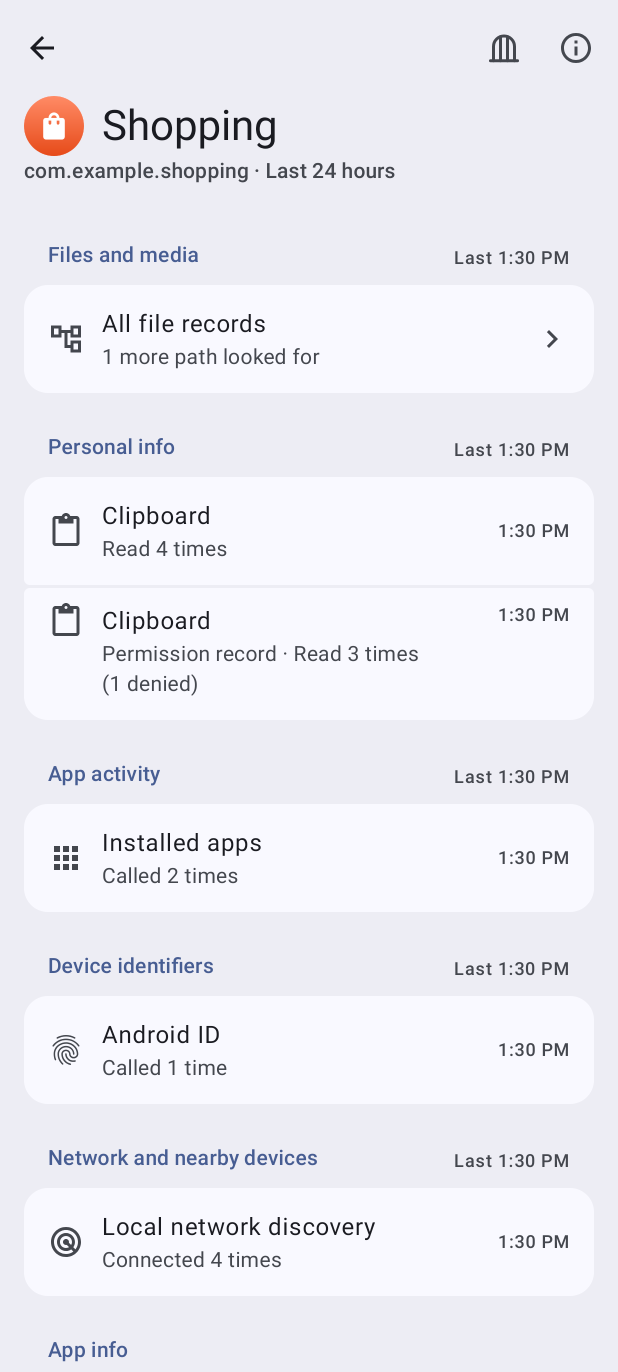 Shopping
com.example.shopping · Last 24 hours
Files and media
Last 1:30 PM
All file records
1 more path looked for
Personal info
Last 1:30 PM
Clipboard
Read 4 times
1:30 PM
Clipboard
Permission record · Read 3 times
(1 denied)
1:30 PM
App activity
Last 1:30 PM
Installed apps
Called 2 times
1:30 PM
Device identifiers
Last 1:30 PM
Android ID
Called 1 time
1:30 PM
Network and nearby devices
Last 1:30 PM
Local network discovery
Connected 4 times
1:30 PM
App info